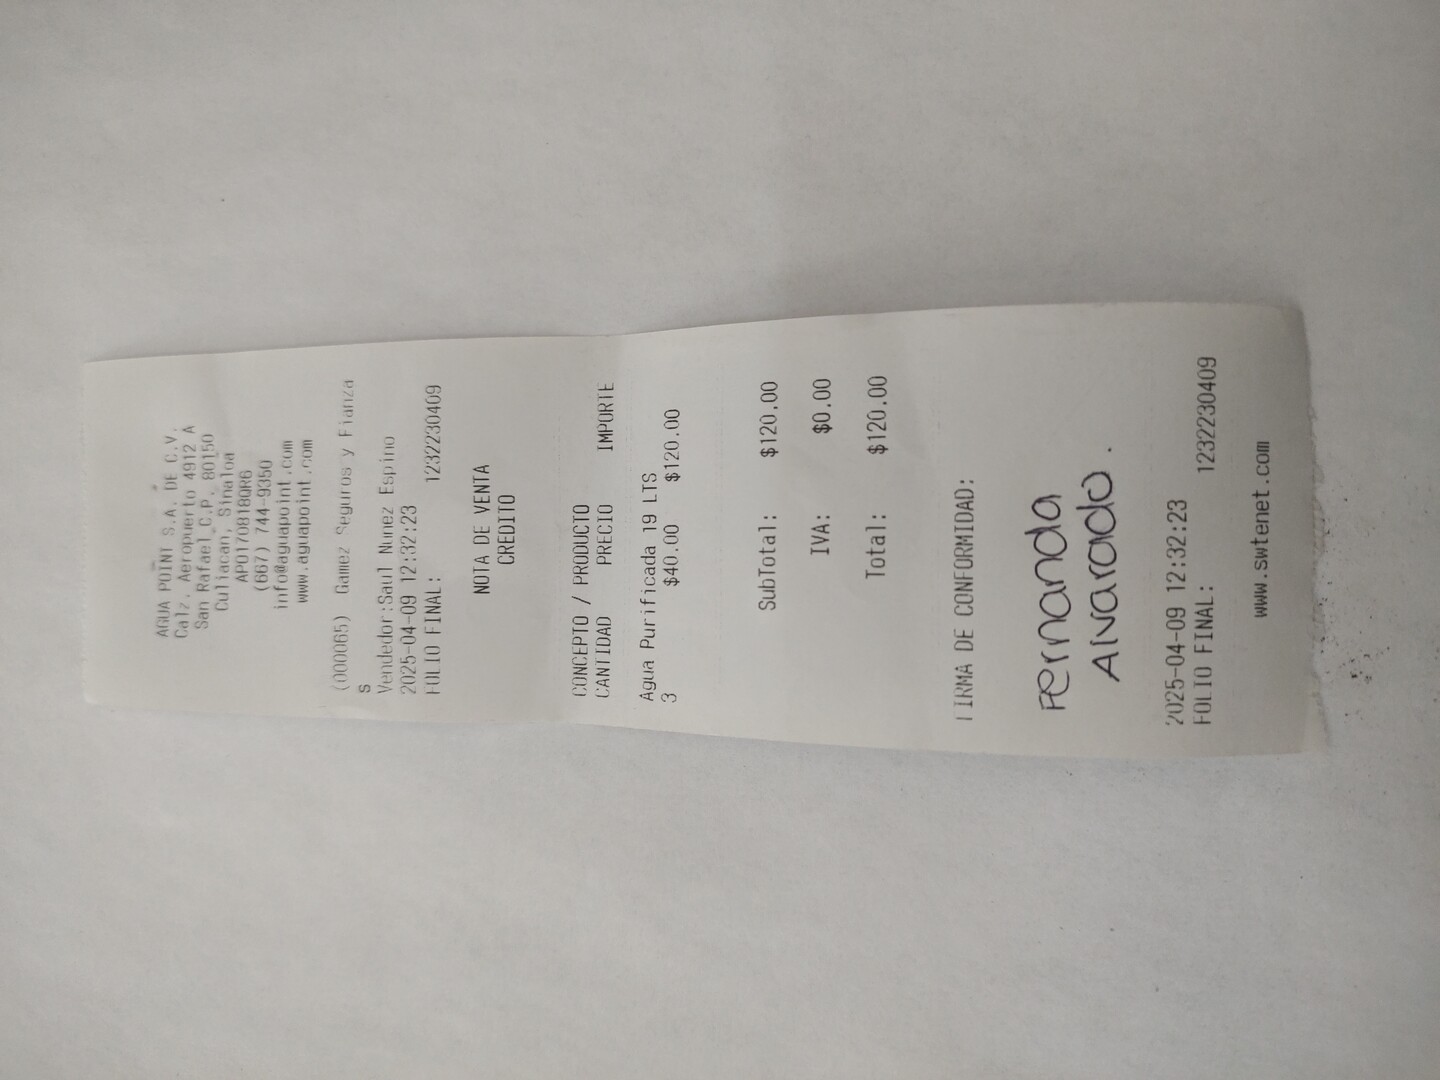 AGUA POINT S.A. DE C.V.
Calz. Aeropuerto 4912 A
San Rafael C.P. 80150
Culiacan, Sinaloa
APO170818QR6
(667) 744-9350
info@aguapoint.com
www.aguapoint.com
(000065) Gamez Seguros y Fianza
s
Vendedor:Saul Nunez Espino
2025-04-09 12:32:23
FOLIO FINAL: 1232230409
NOTA DE VENTA
CREDITO
CONCEPTO / PRODUCTO
CANTIDAD PRECIO IMPORTE
Agua Purificada 19 LTS
3 $40.00 $120.00
SubTotal: $120.00
IVA: $0.00
Total: $120.00
FIRMA DE CONFORMIDAD:
Fernanda
Alvarado.
2025-04-09 12:32:23
FOLIO FINAL: 1232230409
www.swtenet.com